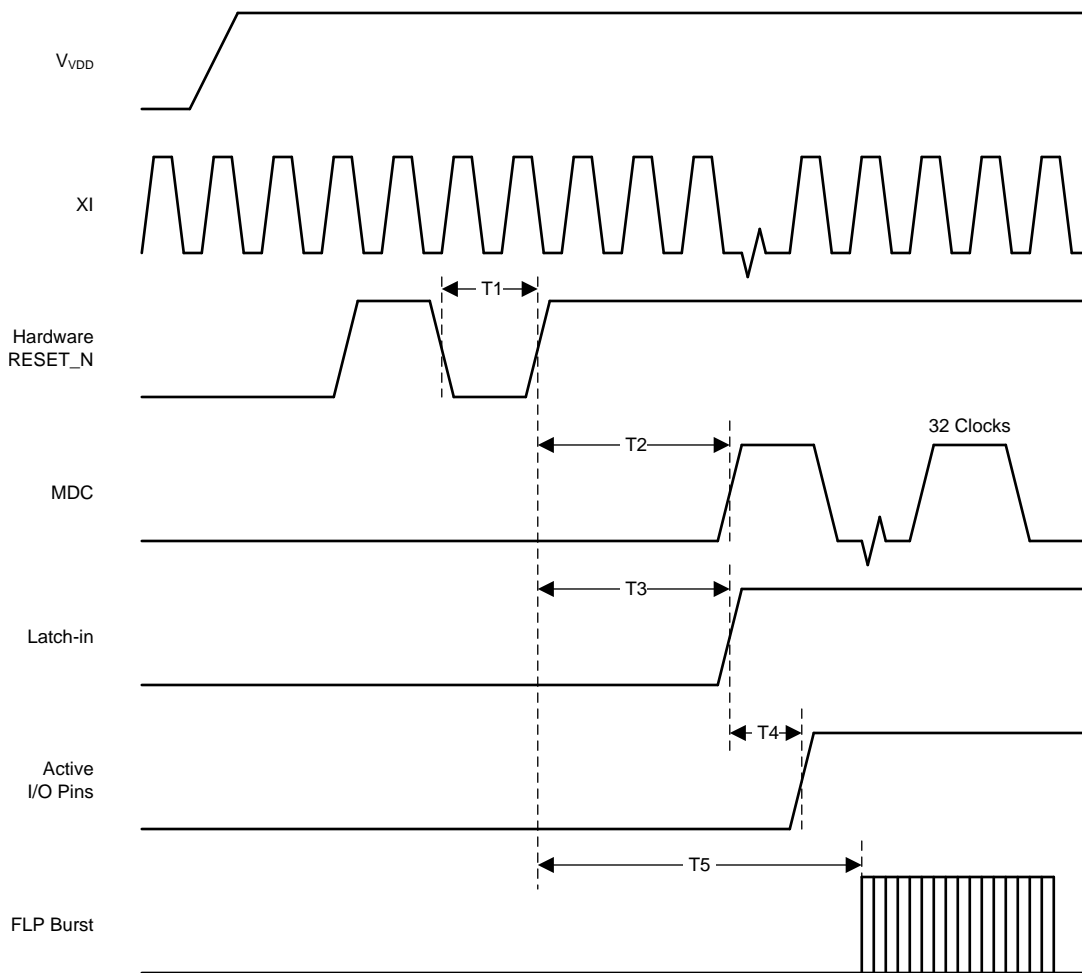 VVDD
XI
T1
Hardware
RESET_N
32 Clocks
T2
MDC
T3
Latch-in
T4
Active
I/O Pins
T5
FLP Burst